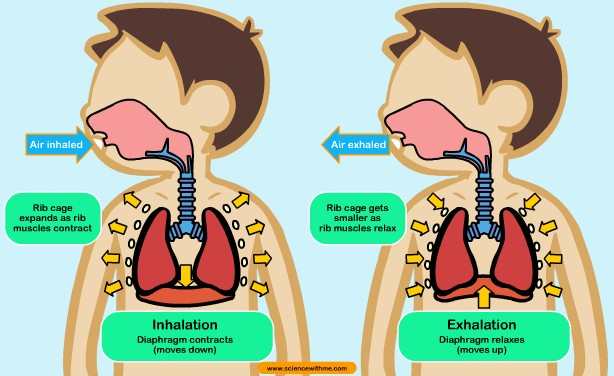 Air inhaled
Rib cage
expands as rib
muscles contract
Inhalation
Diaphragm contracts
(moves down)
Air exhaled
Rib cage gets
smaller as
rib muscles relax
Exhalation
Diaphragm relaxes
(moves up)
www.sciencewithme.com